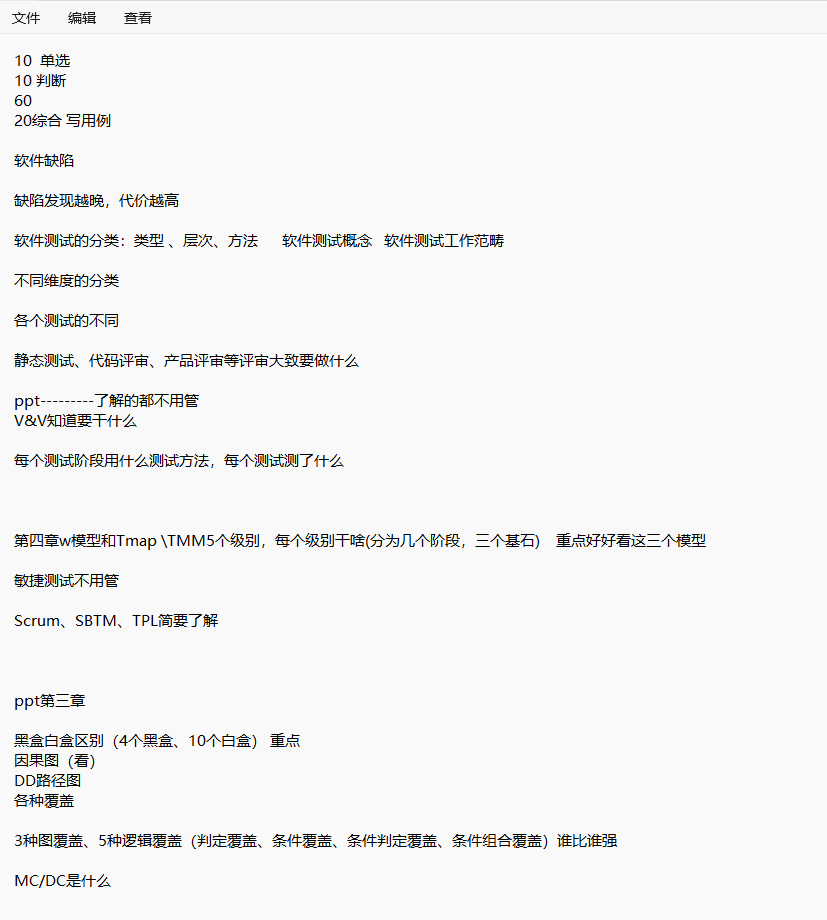 文件 编辑 查看
10 单选
10 判断
60
20综合 写用例
软件缺陷
缺陷发现越晚，代价越高
软件测试的分类：类型 、层次、方法 软件测试概念 软件测试工作范畴
不同维度的分类
各个测试的不同
静态测试、代码评审、产品评审等评审大致要做什么
ppt---------了解的都不用管
V&V知道要干什么
每个测试阶段用什么测试方法，每个测试测了什么
第四章w模型和Tmap \TMM5个级别，每个级别干啥(分为几个阶段，三个基石) 重点好好看这三个模型
敏捷测试不用管
Scrum、SBTM、TPL简要了解
ppt第三章
黑盒白盒区别（4个黑盒、10个白盒） 重点
因果图（看）
DD路径图
各种覆盖
3种图覆盖、5种逻辑覆盖（判定覆盖、条件覆盖、条件判定覆盖、条件组合覆盖）谁比谁强
MC/DC是什么